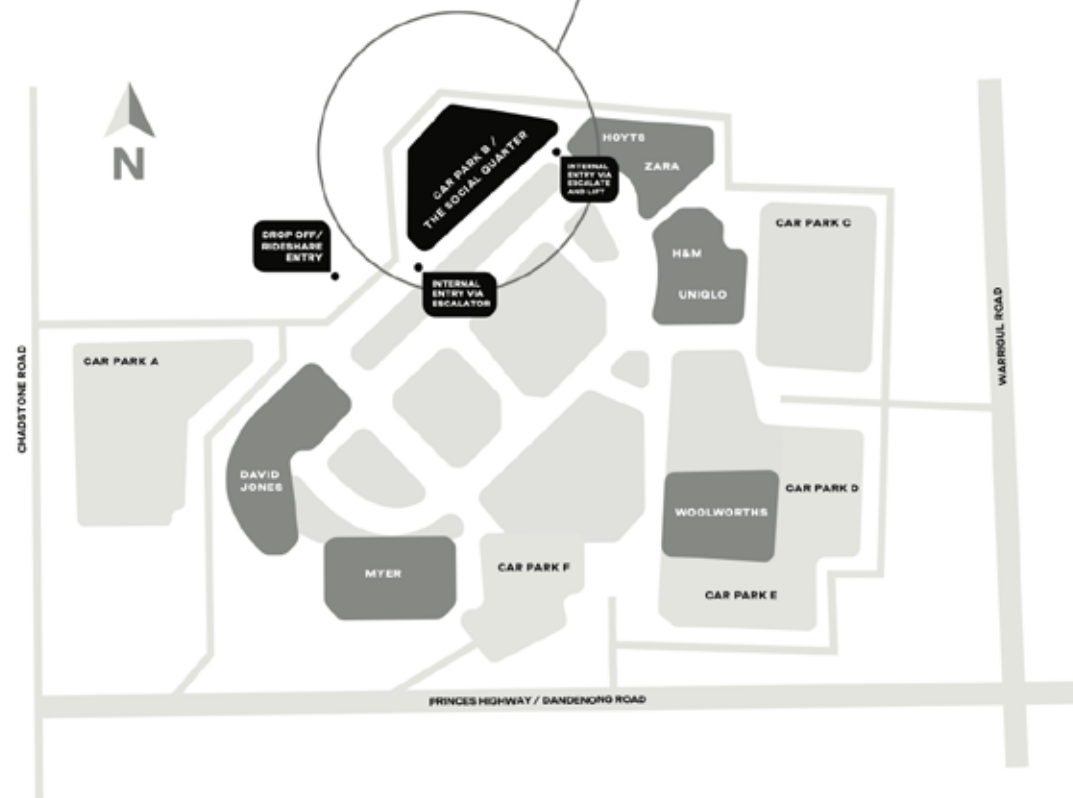 N
CAR PARK B /
THE SOCIAL QUARTER
HOYTS
ZARA
INTERNAL
ENTRY VIA
ESCALATE
AND LIFT
DROP OFF/
RIDESHARE
ENTRY
INTERNAL
ENTRY VIA
ESCALATOR
H&M
UNIQLO
CAR PARK C
CAR PARK A
CHADSTONE ROAD
WARRIGUL ROAD
DAVID
JONES
WOOLWORTHS
CAR PARK D
MYER
CAR PARK F
CAR PARK E
PRINCES HIGHWAY / DANDENONG ROAD